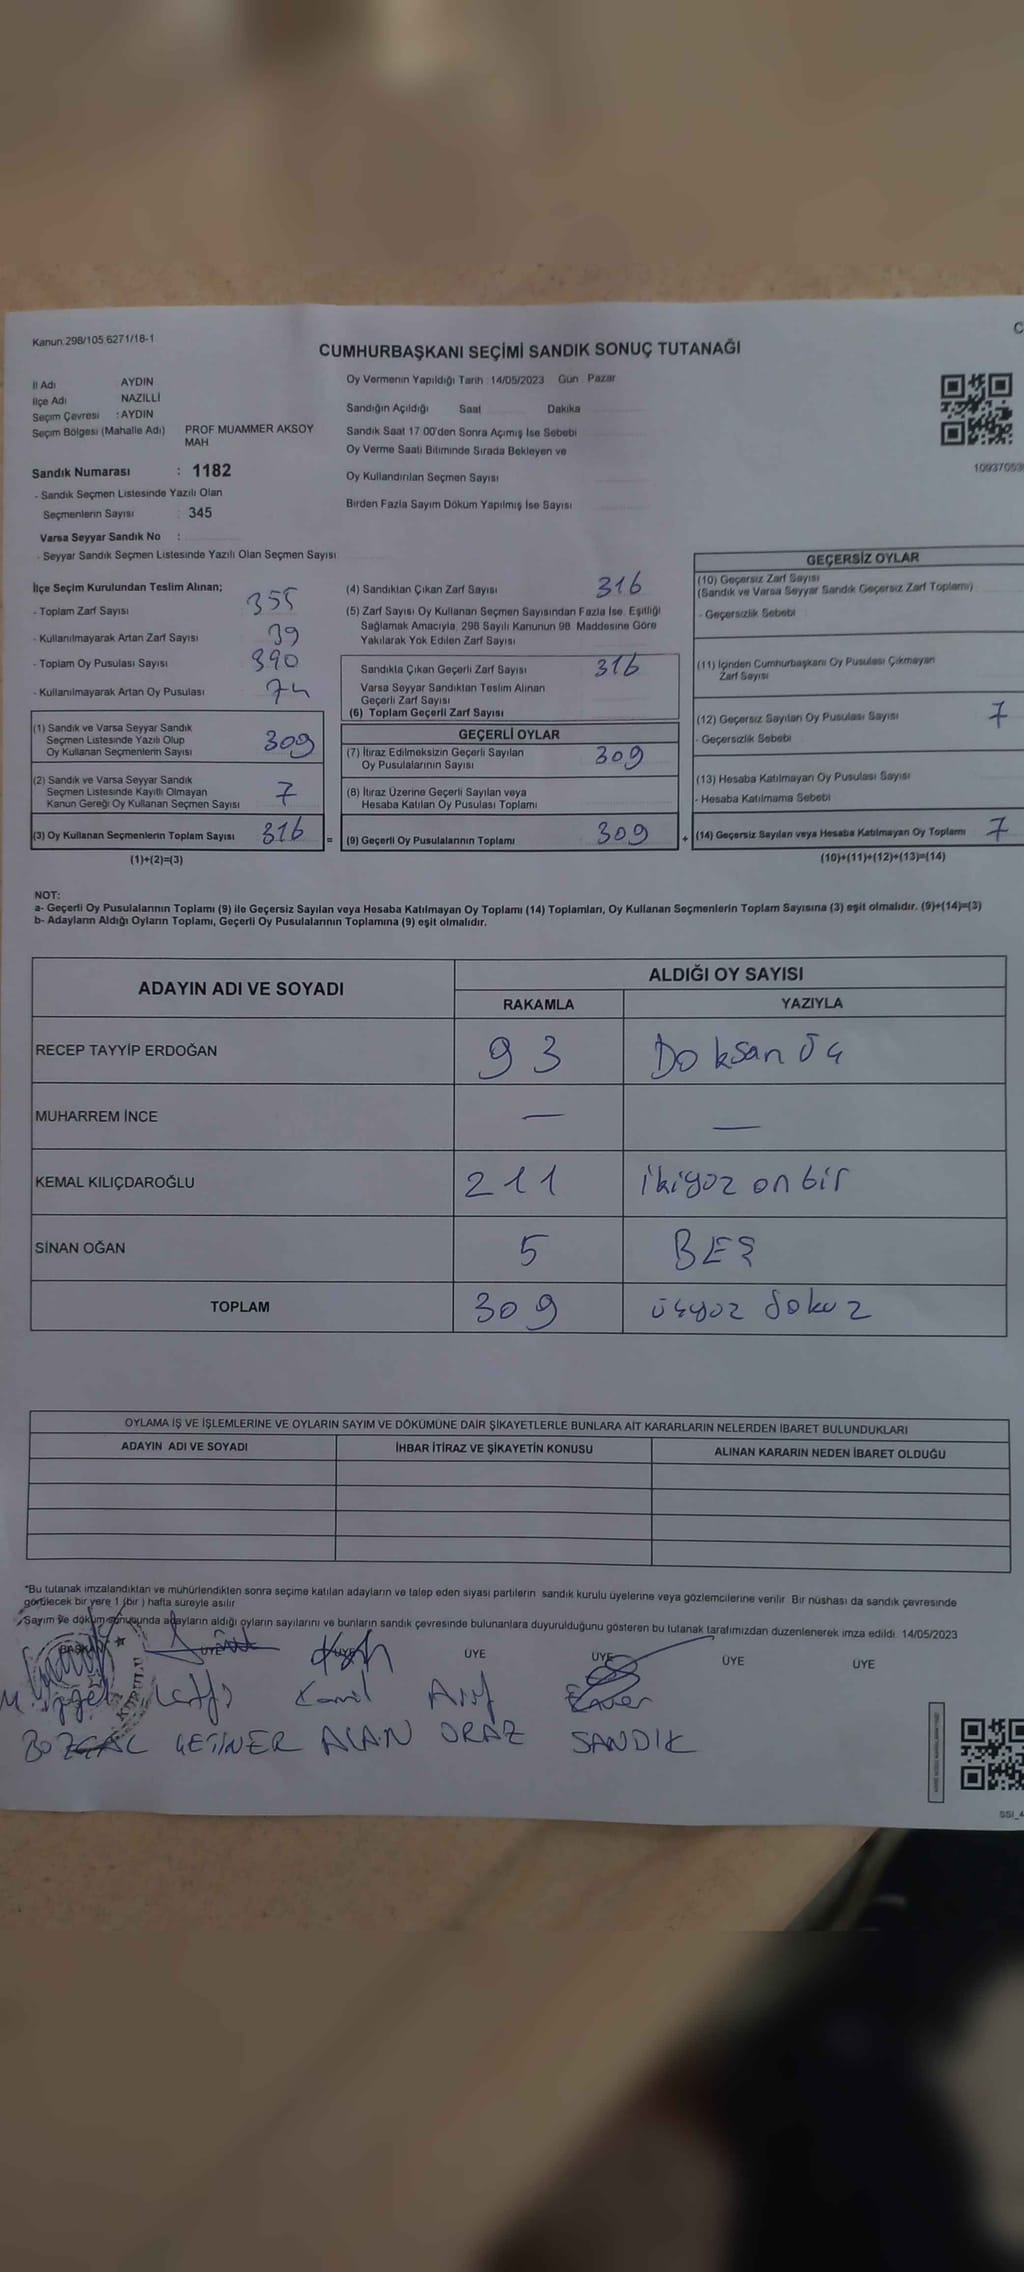 Kanun 298/105 6271/18-1
C
CUMHURBAŞKANI SEÇİMİ SANDIK SONUÇ TUTANAĞI
İl Adı AYDIN
İlçe Adı NAZİLLİ
Seçim Çevresi : AYDIN
Seçim Bölgesi (Mahalle Adı) PROF MUAMMER AKSOY MAH
Sandık Numarası : 1182
- Sandık Seçmen Listesinde Yazılı Olan
Seçmenlerin Sayısı : 345
Varsa Seyyar Sandık No :
- Seyyar Sandık Seçmen Listesinde Yazılı Olan Seçmen Sayısı
Oy Vermenin Yapıldığı Tarih : 14/05/2023 Gün : Pazar
Sandığın Açıldığı Saat Dakika
Sandık Saat 17 00'den Sonra Açımış İse Sebebi
Oy Verme Saati Bitiminde Sırada Bekleyen ve
Oy Kullandırılan Seçmen Sayısı
Birden Fazla Sayım Döküm Yapılmış İse Sayısı
1093705
İlçe Seçim Kurulundan Teslim Alınan;
- Toplam Zarf Sayısı 355
- Kullanılmayarak Artan Zarf Sayısı 39
- Toplam Oy Pusulası Sayısı 390
- Kullanılmayarak Artan Oy Pusulası 74
(1) Sandık ve Varsa Seyyar Sandık
Seçmen Listesinde Yazılı Olup
Oy Kullanan Seçmenlerin Sayısı 309
(2) Sandık ve Varsa Seyyar Sandık
Seçmen Listesinde Kayıtlı Olmayan
Kanun Gereği Oy Kullanan Seçmen Sayısı 7
(3) Oy Kullanan Seçmenlerin Toplam Sayısı 316 =
(1)+(2)=(3)
(4) Sandıktan Çıkan Zarf Sayısı 316
(5) Zarf Sayısı Oy Kullanan Seçmen Sayısından Fazla İse, Eşitliği
Sağlamak Amacıyla, 298 Sayılı Kanunun 98. Maddesine Göre
Yakılarak Yok Edilen Zarf Sayısı
Sandıkla Çıkan Geçerli Zarf Sayısı 316
Varsa Seyyar Sandıktan Teslim Alınan
Geçerli Zarf Sayısı
(6) Toplam Geçerli Zarf Sayısı
GEÇERLİ OYLAR
(7) İtiraz Edilmeksizin Geçerli Sayılan
Oy Pusulalarının Sayısı 309
(8) İtiraz Üzerine Geçerli Sayılan veya
Hesaba Katılan Oy Pusulası Toplamı
(9) Geçerli Oy Pusulalarının Toplamı 309 +
GEÇERSİZ OYLAR
(10) Geçersiz Zarf Sayısı
(Sandık ve Varsa Seyyar Sandık Geçersiz Zarf Toplamı)
- Geçersizlik Sebebi
(11) İçinden Cumhurbaşkanı Oy Pusulası Çıkmayan
Zarf Sayısı
(12) Geçersiz Sayılan Oy Pusulası Sayısı 7
- Geçersizlik Sebebi
(13) Hesaba Katılmayan Oy Pusulası Sayısı
- Hesaba Katılmama Sebebi
(14) Geçersiz Sayılan veya Hesaba Katılmayan Oy Toplamı 7
(10)+(11)+(12)+(13)=(14)
NOT:
a- Geçerli Oy Pusulalarının Toplamı (9) ile Geçersiz Sayılan veya Hesaba Katılmayan Oy Toplamı (14) Toplamları, Oy Kullanan Seçmenlerin Toplam Sayısına (3) eşit olmalıdır. (9)+(14)=(3)
b- Adayların Aldığı Oyların Toplamı, Geçerli Oy Pusulalarının Toplamına (9) eşit olmalıdır.
ADAYIN ADI VE SOYADI
ALDIĞI OY SAYISI
RAKAMLA YAZIYLA
RECEP TAYYİP ERDOĞAN 93 Doksan Üç
MUHARREM İNCE — —
KEMAL KILIÇDAROĞLU 211 ikiyüz onbir
SİNAN OĞAN 5 BEŞ
TOPLAM 309 üçyüz dokuz
OYLAMA İŞ VE İŞLEMLERİNE VE OYLARIN SAYIM VE DÖKÜMÜNE DAİR ŞİKAYETLERLE BUNLARA AİT KARARLARIN NELERDEN İBARET BULUNDUKLARI
ADAYIN ADI VE SOYADI İHBAR İTİRAZ VE ŞİKAYETİN KONUSU ALINAN KARARIN NEDEN İBARET OLDUĞU
*Bu tutanak imzalandıktan ve mühürlendikten sonra seçime katılan adayların ve talep eden siyasi partilerin sandık kurulu üyelerine veya gözlemcilerine verilir. Bir nüshası da sandık çevresinde
görülecek bir yere 1 (bir) hafta süreyle asılır
Sayım ve döküm sonucunda adayların aldığı oyların sayılarını ve bunların sandık çevresinde bulunanlara duyurulduğunu gösteren bu tutanak tarafımızdan düzenlenerek imza edildi. 14/05/2023
BAŞKAN ÜYE ÜYE ÜYE ÜYE ÜYE
Kamil Arif Enver
ÇETİNER ALAN ORAZ SANDIK